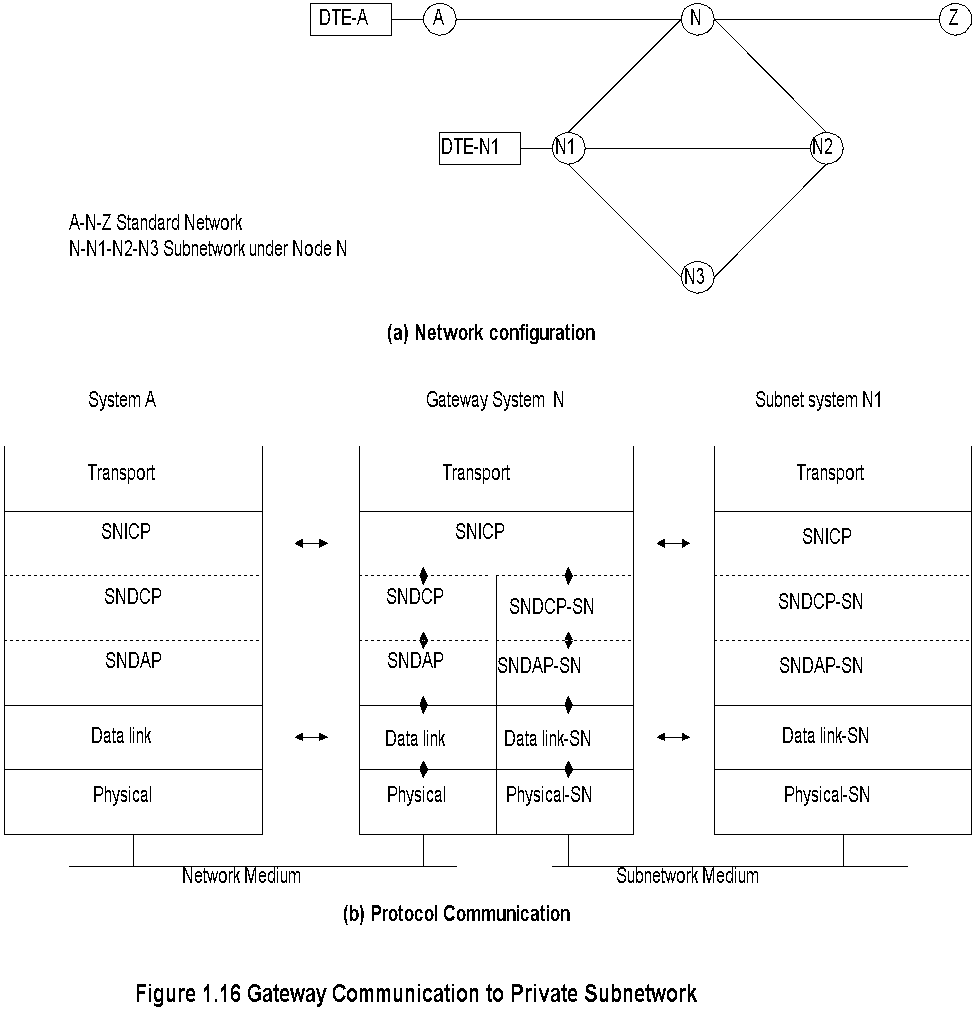 DTE-A A N Z
DTE-N1 N1 N2
A-N-Z Standard Network
N-N1-N2-N3 Subnetwork under Node N
N3
(a) Network configuration
System A Gateway System N Subnet system N1
Transport Transport Transport
SNICP SNICP SNICP
SNDCP SNDCP SNDCP-SN SNDCP-SN
SNDAP SNDAP SNDAP-SN SNDAP-SN
Data link Data link Data link-SN Data link-SN
Physical Physical Physical-SN Physical-SN
Network Medium Subnetwork Medium
(b) Protocol Communication
Figure 1.16 Gateway Communication to Private Subnetwork